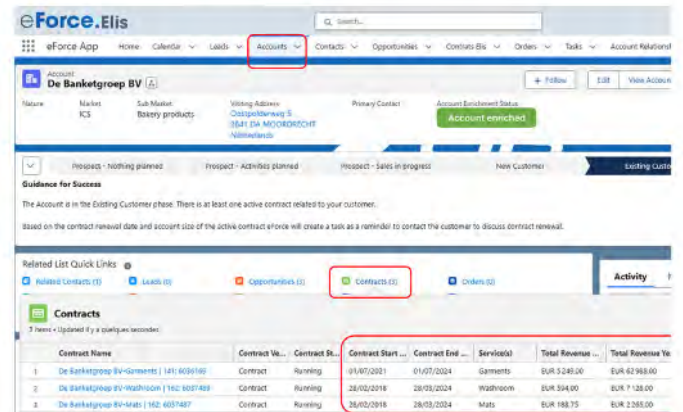 eForce.Elis
Search...
eForce App Home Calendar Leads Accounts Contacts Opportunities Contrats Elis Orders Tasks Account Relationsh
Account
De Banketgroep BV
+ Follow Edit View Accoun
Nature Market Sub Market Visiting Address Primary Contact Account Enrichment Status
ICS Bakery products Oostpolderweg 5 Account enriched
2841 DA MOORDRECHT
Netherlands
Prospect - Nothing planned Prospect - Activities planned Prospect - Sales in progress New Customer Existing Custo
Guidance for Success
The Account is in the Existing Customer phase. There is at least one active contract related to your customer.
Based on the contract renewal date and account size of the active contract eForce will create a task as a reminder to contact the customer to discuss contract renewal.
Related List Quick Links
Related Contacts (1) Leads (0) Opportunities (3) Contracts (3) Orders (0)
Activity
Contracts
3 items • Updated il y a quelques secondes
Contract Name Contract Ve... Contract St... Contract Start ... Contract End ... Service(s) Total Revenue ... Total Revenue Ye
1 De Banketgroep BV-Garments | 141; 6036165 Contract Running 01/07/2021 01/07/2024 Garments EUR 5 249,00 EUR 62 988,00
2 De Banketgroep BV-Washroom | 162; 6037488 Contract Running 28/02/2018 28/03/2024 Washroom EUR 594,00 EUR 7 128,00
3 De Banketgroep BV-Mats | 162; 6037487 Contract Running 28/02/2018 28/03/2024 Mats EUR 188,75 EUR 2 265,00